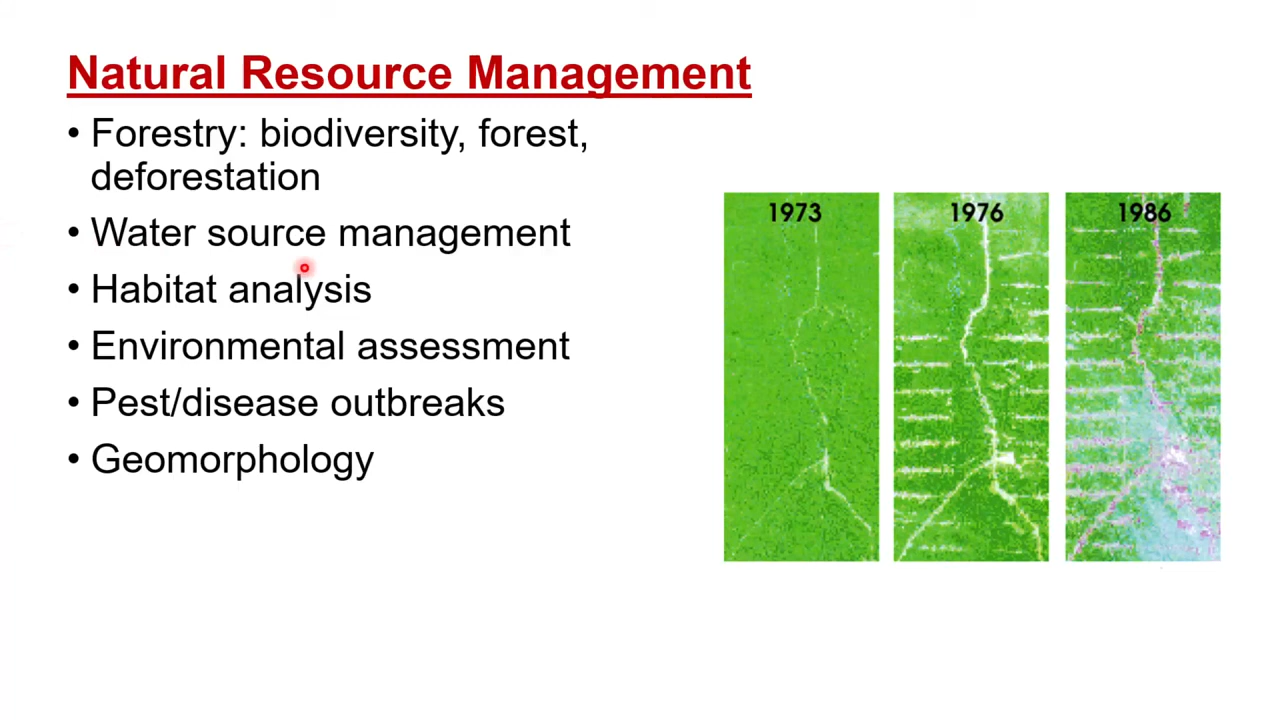 Natural Resource Management
• Forestry: biodiversity, forest,
deforestation
• Water source management
• Habitat analysis
• Environmental assessment
• Pest/disease outbreaks
• Geomorphology
1973
1976
1986